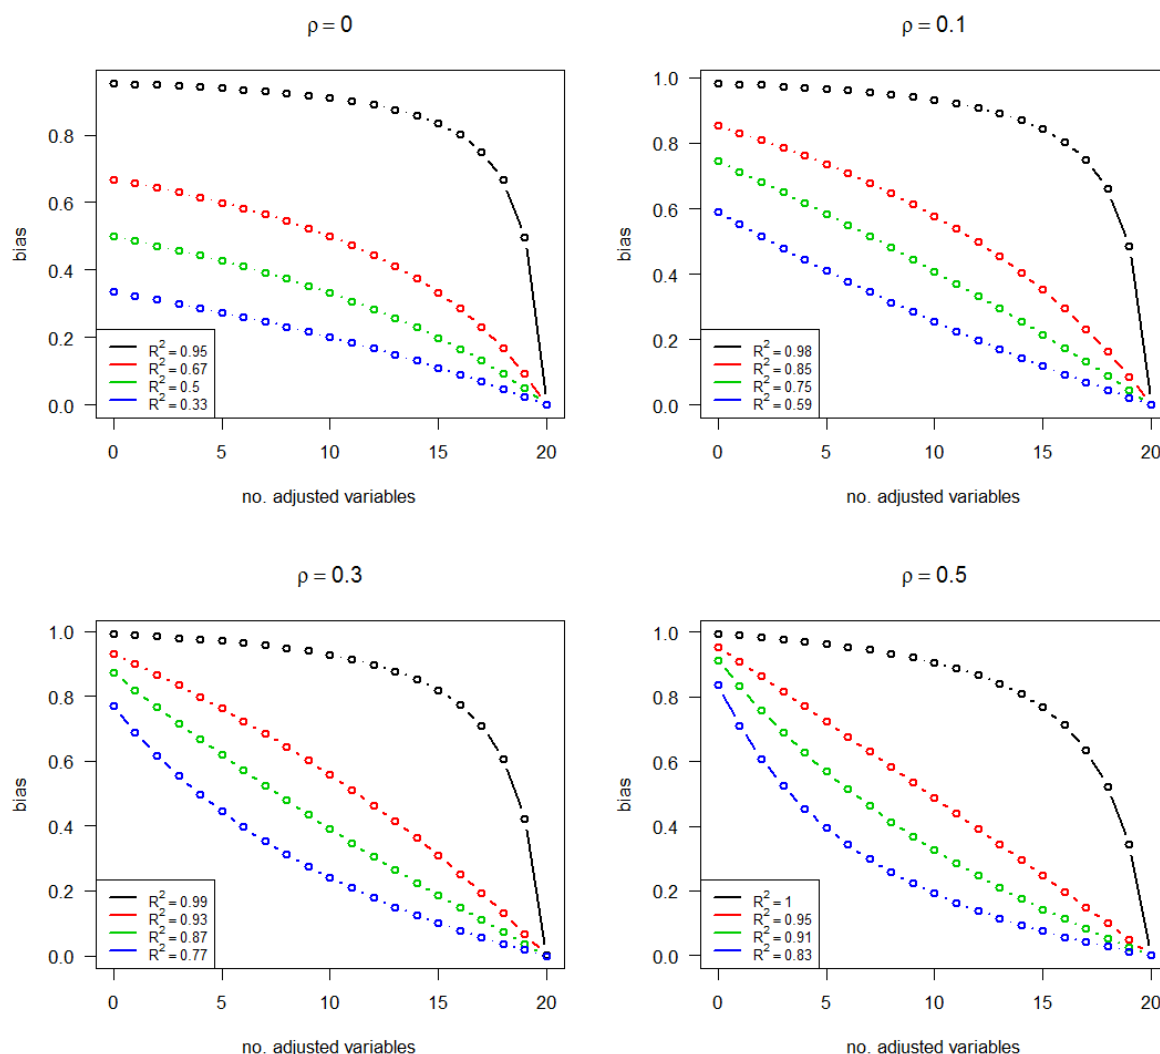 ρ = 0
bias
0.8
0.6
0.4
0.2
0.0
R² = 0.95
R² = 0.67
R² = 0.5
R² = 0.33
0 5 10 15 20
no. adjusted variables
ρ = 0.1
bias
1.0
0.8
0.6
0.4
0.2
0.0
R² = 0.98
R² = 0.85
R² = 0.75
R² = 0.59
0 5 10 15 20
no. adjusted variables
ρ = 0.3
bias
1.0
0.8
0.6
0.4
0.2
0.0
R² = 0.99
R² = 0.93
R² = 0.87
R² = 0.77
0 5 10 15 20
no. adjusted variables
ρ = 0.5
bias
1.0
0.8
0.6
0.4
0.2
0.0
R² = 1
R² = 0.95
R² = 0.91
R² = 0.83
0 5 10 15 20
no. adjusted variables